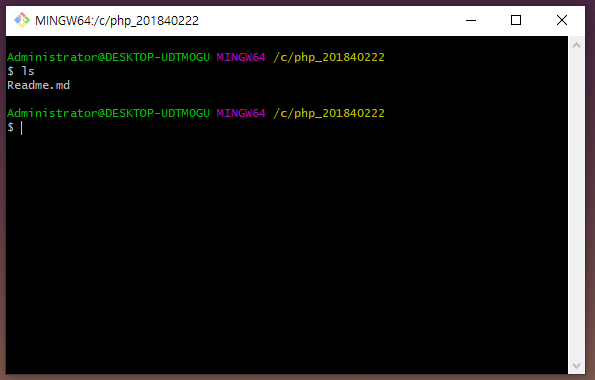 MINGW64:/c/php_201840222
Administrator@DESKTOP-UDTMOGU MINGW64 /c/php_201840222
$ ls
Readme.md
Administrator@DESKTOP-UDTMOGU MINGW64 /c/php_201840222
$